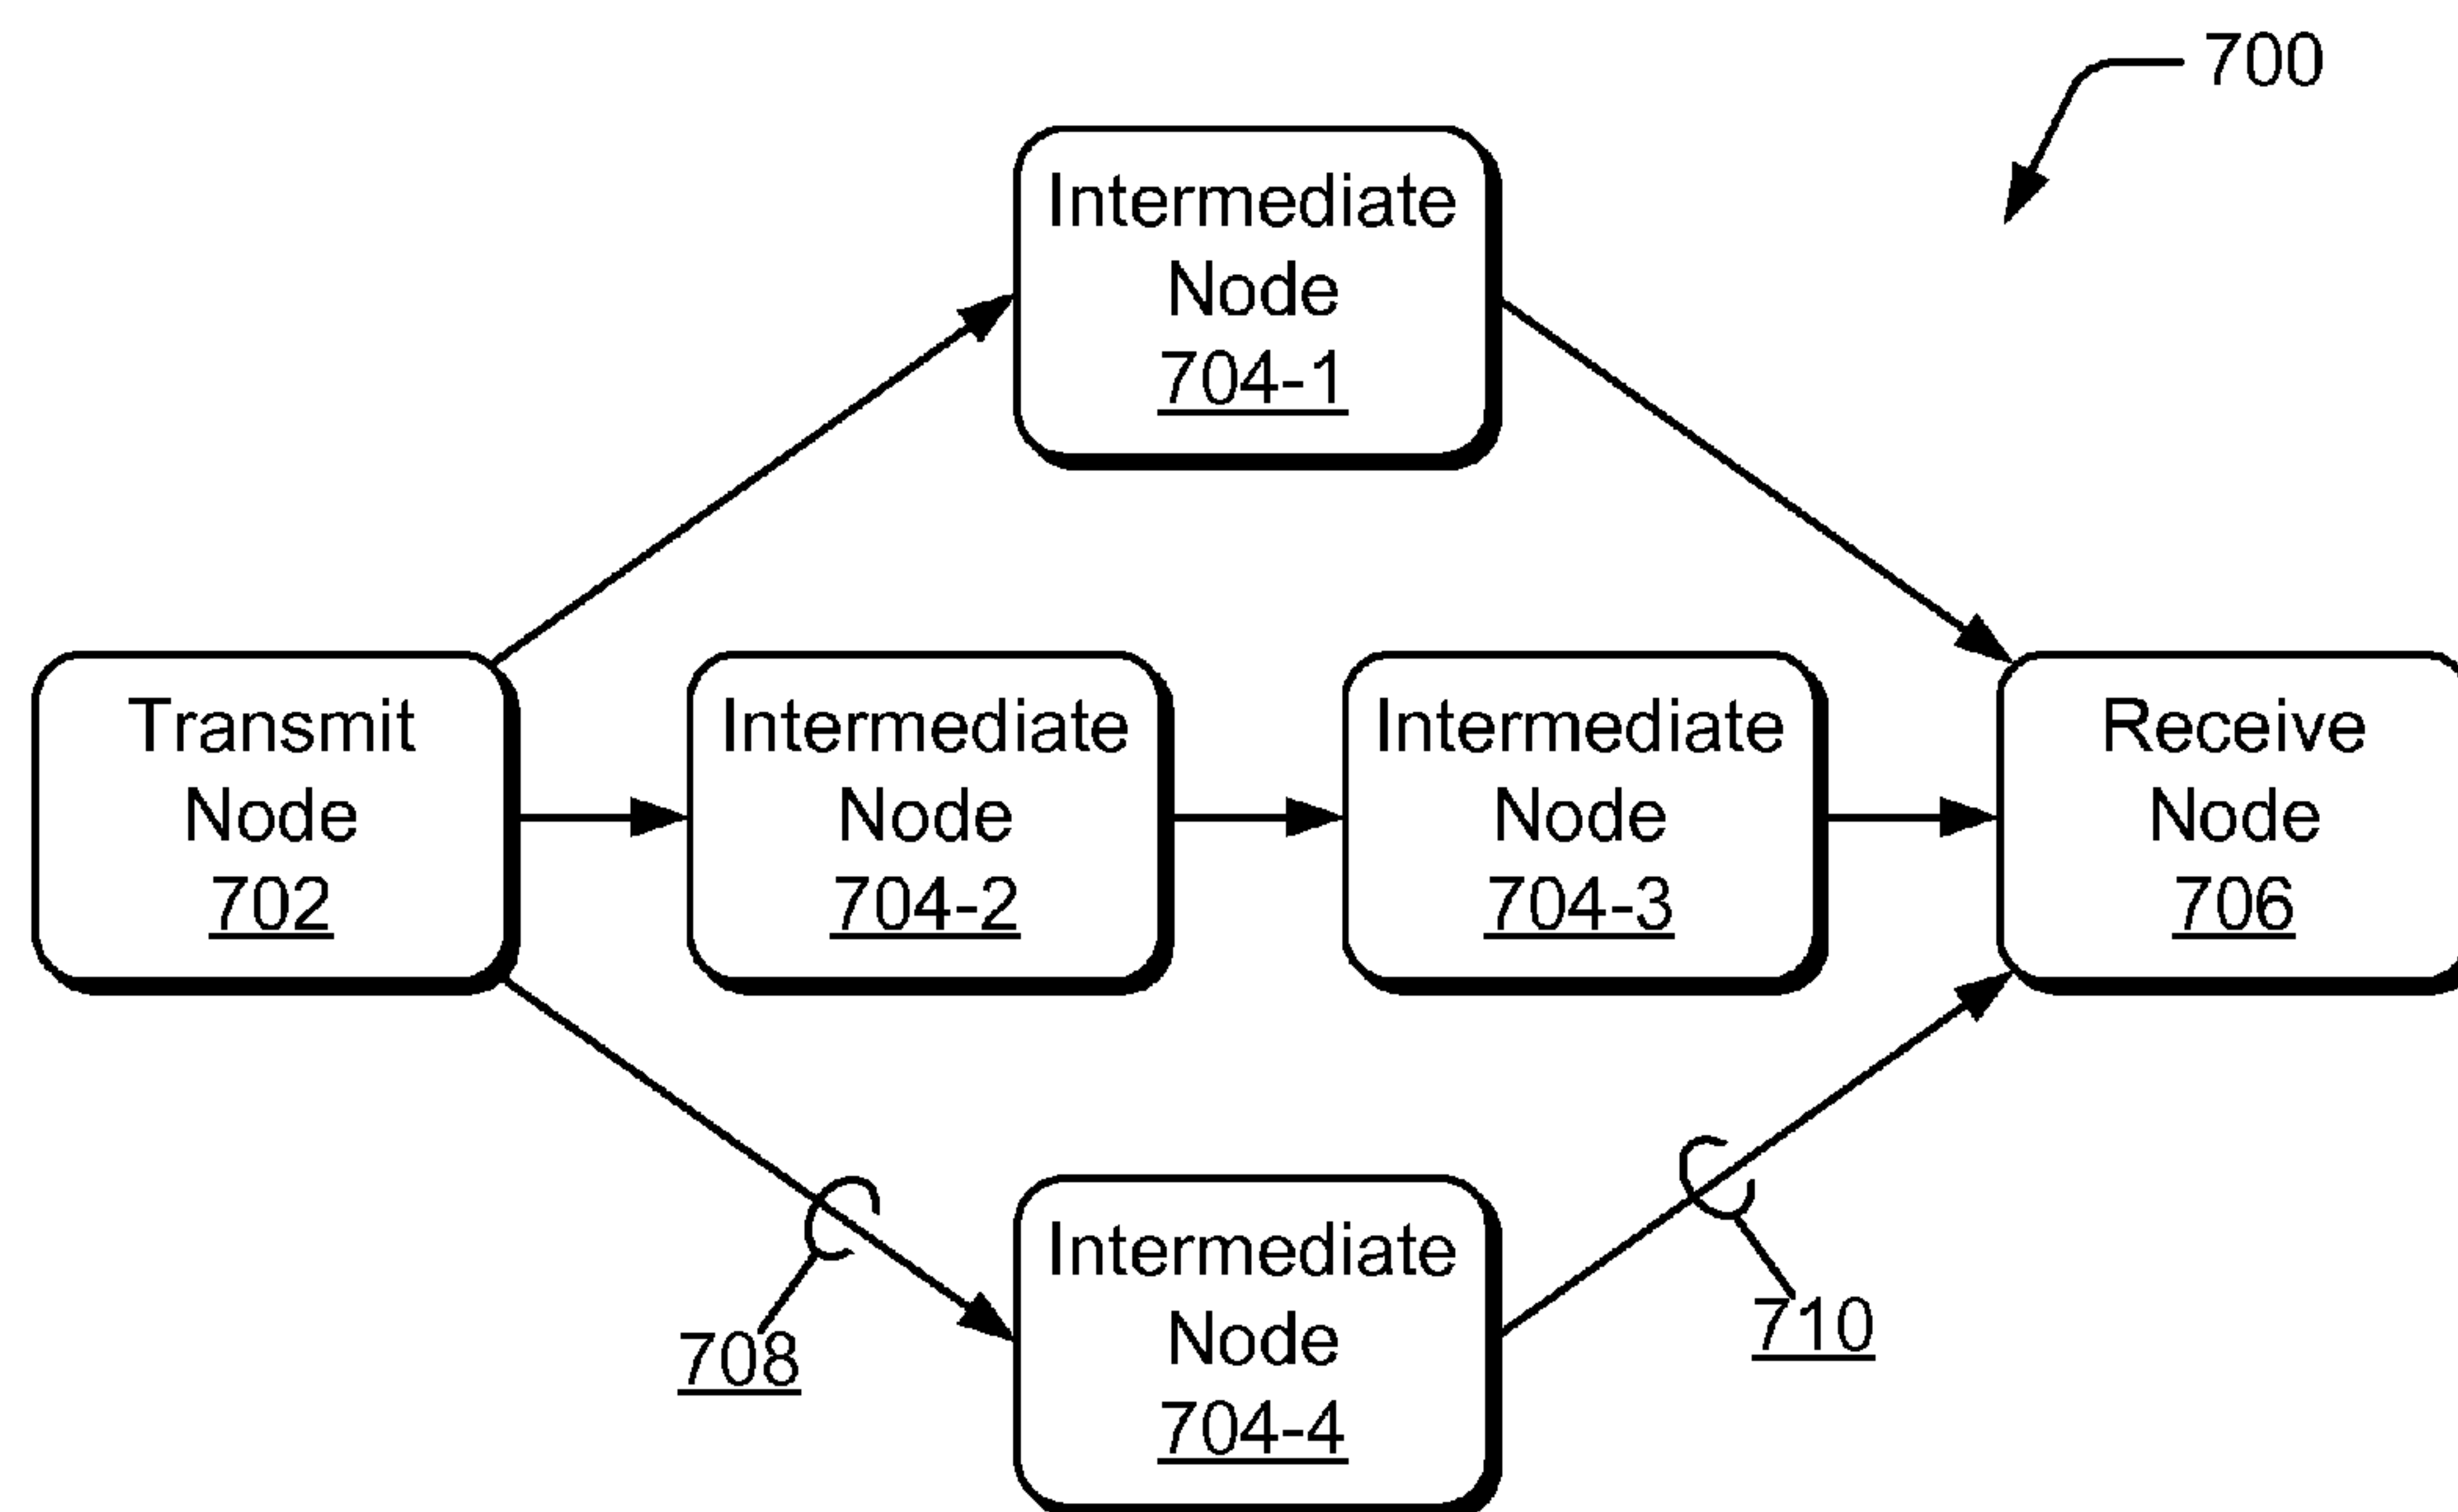 700
Intermediate
Node
704-1
Transmit
Node
702
Intermediate
Node
704-2
Intermediate
Node
704-3
Receive
Node
706
708
Intermediate
Node
704-4
710